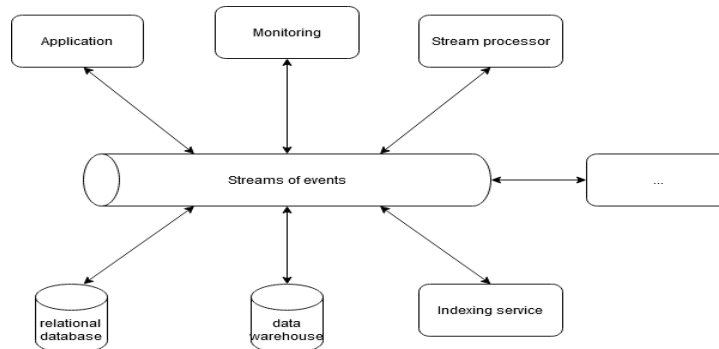 Application
Monitoring
Stream processor
Streams of events
...
relational
database
data
warehouse
Indexing service